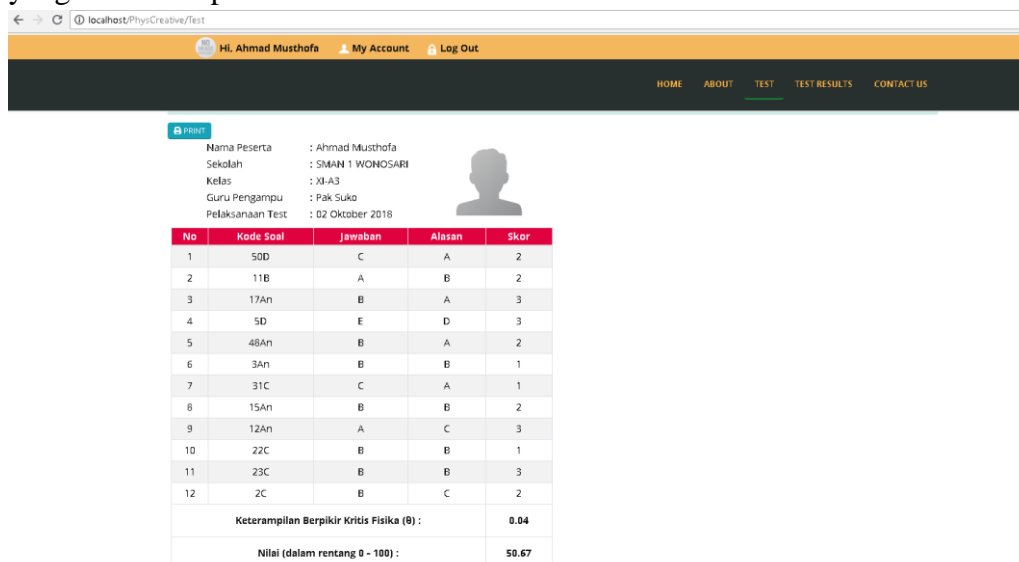 localhost/PhysCreative/Test
Hi, Ahmad Musthofa My Account Log Out
HOME ABOUT TEST TEST RESULTS CONTACT US
PRINT
Nama Peserta : Ahmad Musthofa
Sekolah : SMAN 1 WONOSARI
Kelas : XI-A3
Guru Pengampu : Pak Suko
Pelaksanaan Test : 02 Oktober 2018
No Kode Soal Jawaban Alasan Skor
1 50D C A 2
2 11B A B 2
3 17An B A 3
4 5D E D 3
5 48An B A 2
6 3An B B 1
7 31C C A 1
8 15An B B 2
9 12An A C 3
10 22C B B 1
11 23C B B 3
12 2C B C 2
Keterampilan Berpikir Kritis Fisika (θ) : 0.04
Nilai (dalam rentang 0 - 100) : 50.67